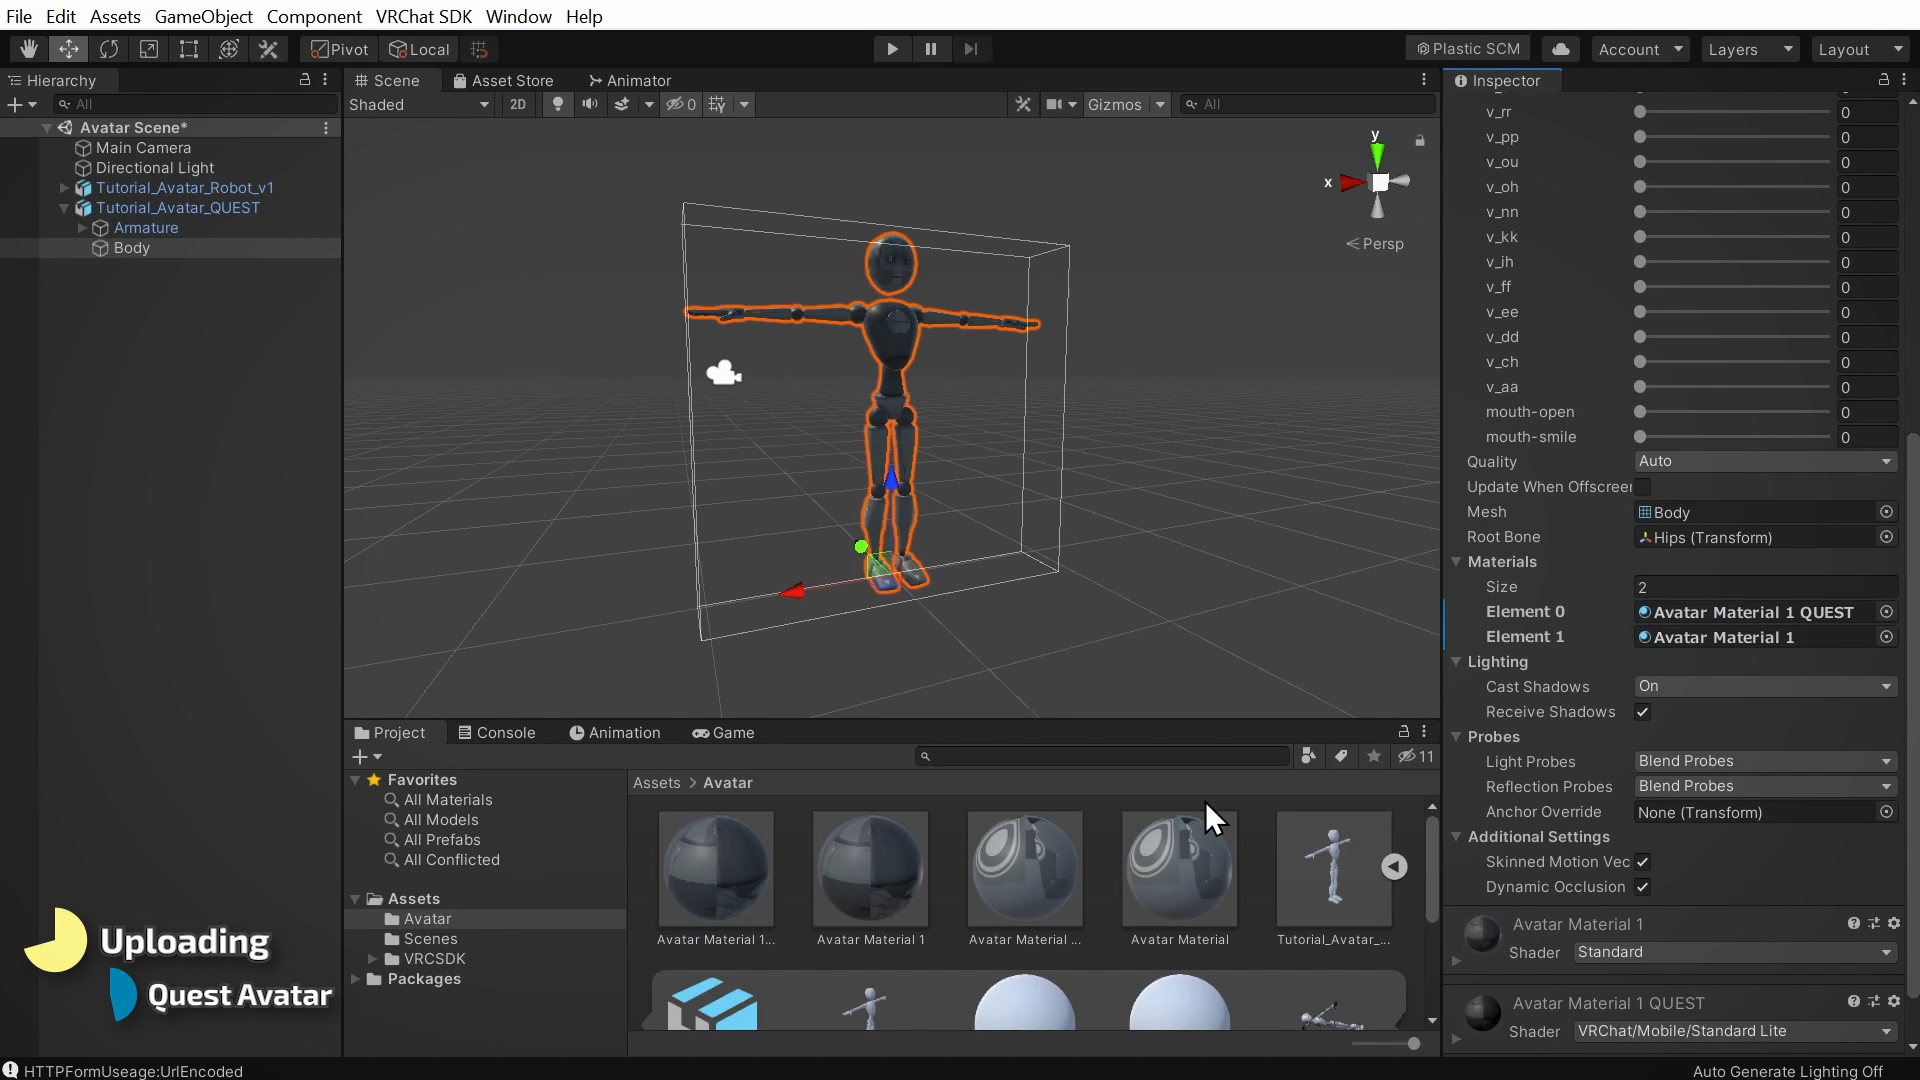 File Edit Assets GameObject Component VRChat SDK Window Help
Pivot Local Plastic SCM Account Layers Layout
Hierarchy
All
Avatar Scene*
Main Camera
Directional Light
Tutorial_Avatar_Robot_v1
Tutorial_Avatar_QUEST
Armature
Body
Scene Asset Store Animator
Shaded 2D 0 Gizmos All
y
x
Persp
Inspector
v_rr 0
v_pp 0
v_ou 0
v_oh 0
v_nn 0
v_kk 0
v_ih 0
v_ff 0
v_ee 0
v_dd 0
v_ch 0
v_aa 0
mouth-open 0
mouth-smile 0
Quality Auto
Update When Offscreen
Mesh Body
Root Bone Hips (Transform)
Materials
Size 2
Element 0 Avatar Material 1 QUEST
Element 1 Avatar Material 1
Lighting
Cast Shadows On
Receive Shadows
Probes
Light Probes Blend Probes
Reflection Probes Blend Probes
Anchor Override None (Transform)
Additional Settings
Skinned Motion Vec
Dynamic Occlusion
Avatar Material 1
Shader Standard
Avatar Material 1 QUEST
Shader VRChat/Mobile/Standard Lite
Project Console Animation Game
11
Favorites
All Materials
All Models
All Prefabs
All Conflicted
Assets
Avatar
Scenes
VRCSDK
Packages
Assets > Avatar
Avatar Material 1... Avatar Material 1 Avatar Material ... Avatar Material Tutorial_Avatar_...
Uploading
Quest Avatar
HTTPFormUseage:UrlEncoded
Auto Generate Lighting Off